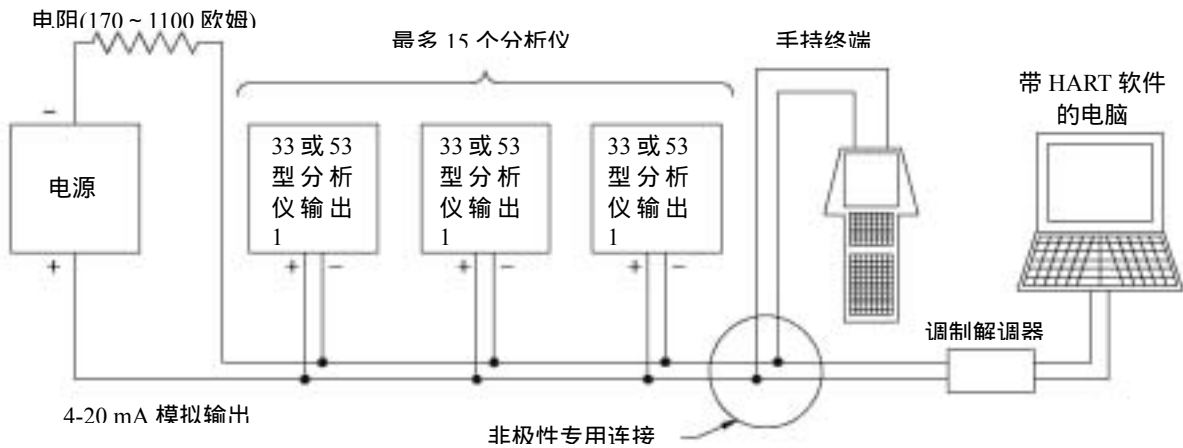 电阻(170 ~ 1100 欧姆)
最多 15 个分析仪
手持终端
带 HART 软件
的电脑
−
电源
+
33 或 53
型 分 析
仪 输 出
1
+ −
33 或 53
型 分 析
仪 输 出
1
+ −
33 或 53
型 分 析
仪 输 出
1
+ −
调制解调器
4-20 mA 模拟输出
非极性专用连接